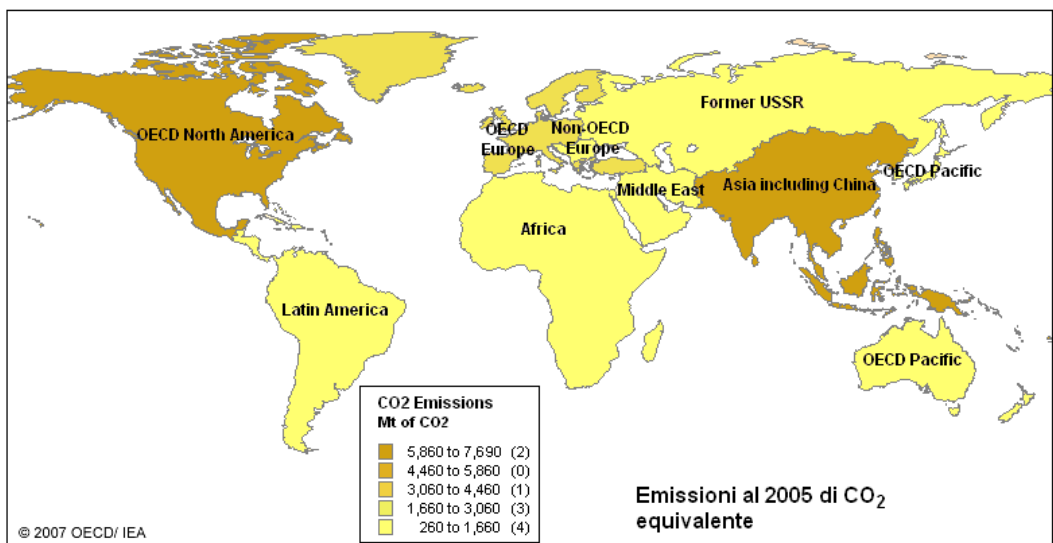 Former USSR
OECD North America
OECD
Europe
Non-OECD
Europe
OECD Pacific
Middle East
Asia including China
Africa
Latin America
OECD Pacific
CO2 Emissions
Mt of CO2
5,860 to 7,690 (2)
4,460 to 5,860 (0)
3,060 to 4,460 (1)
1,660 to 3,060 (3)
260 to 1,660 (4)
Emissioni al 2005 di CO₂
equivalente
© 2007 OECD/ IEA